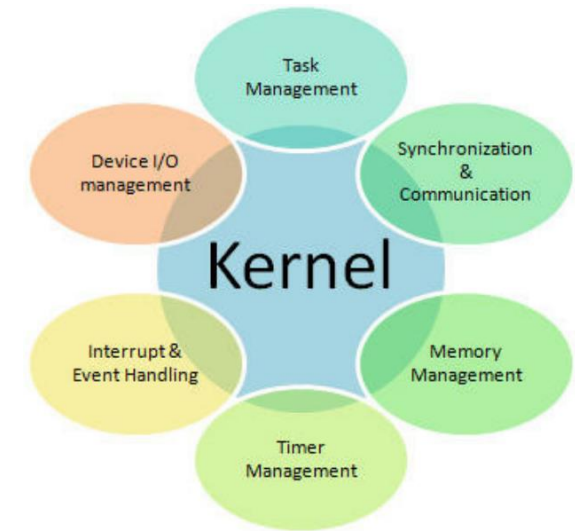 Task
Management
Device I/O
management
Synchronization
&
Communication
Kernel
Interrupt &
Event Handling
Memory
Management
Timer
Management